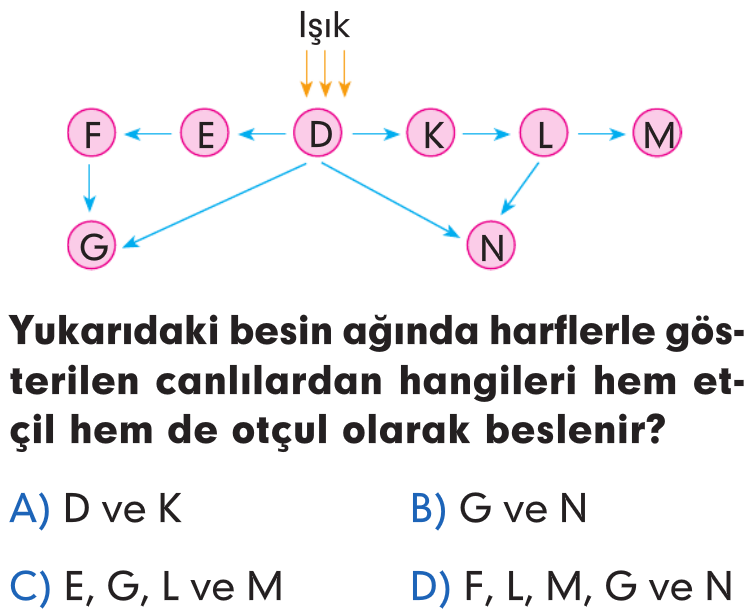 Işık
F E D K L M
G N
Yukarıdaki besin ağında harflerle gös-
terilen canlılardan hangileri hem et-
çil hem de otçul olarak beslenir?
A) D ve K B) G ve N
C) E, G, L ve M D) F, L, M, G ve N